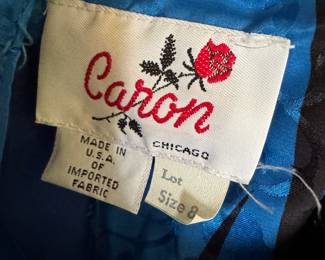 Caron
CHICAGO
MADE IN
U.S.A.
OF
IMPORTED
FABRIC
Lot
Size 8